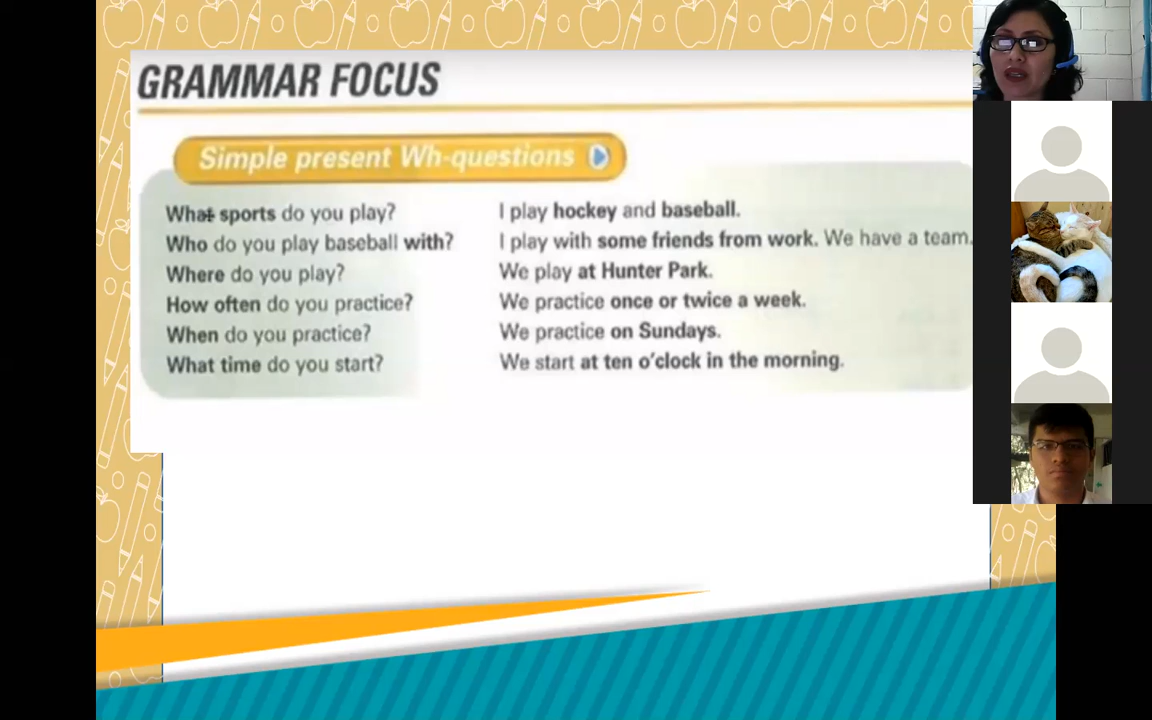 GRAMMAR FOCUS
Simple present Wh-questions
What sports do you play? I play hockey and baseball.
Who do you play baseball with? I play with some friends from work. We have a team.
Where do you play? We play at Hunter Park.
How often do you practice? We practice once or twice a week.
When do you practice? We practice on Sundays.
What time do you start? We start at ten o'clock in the morning.